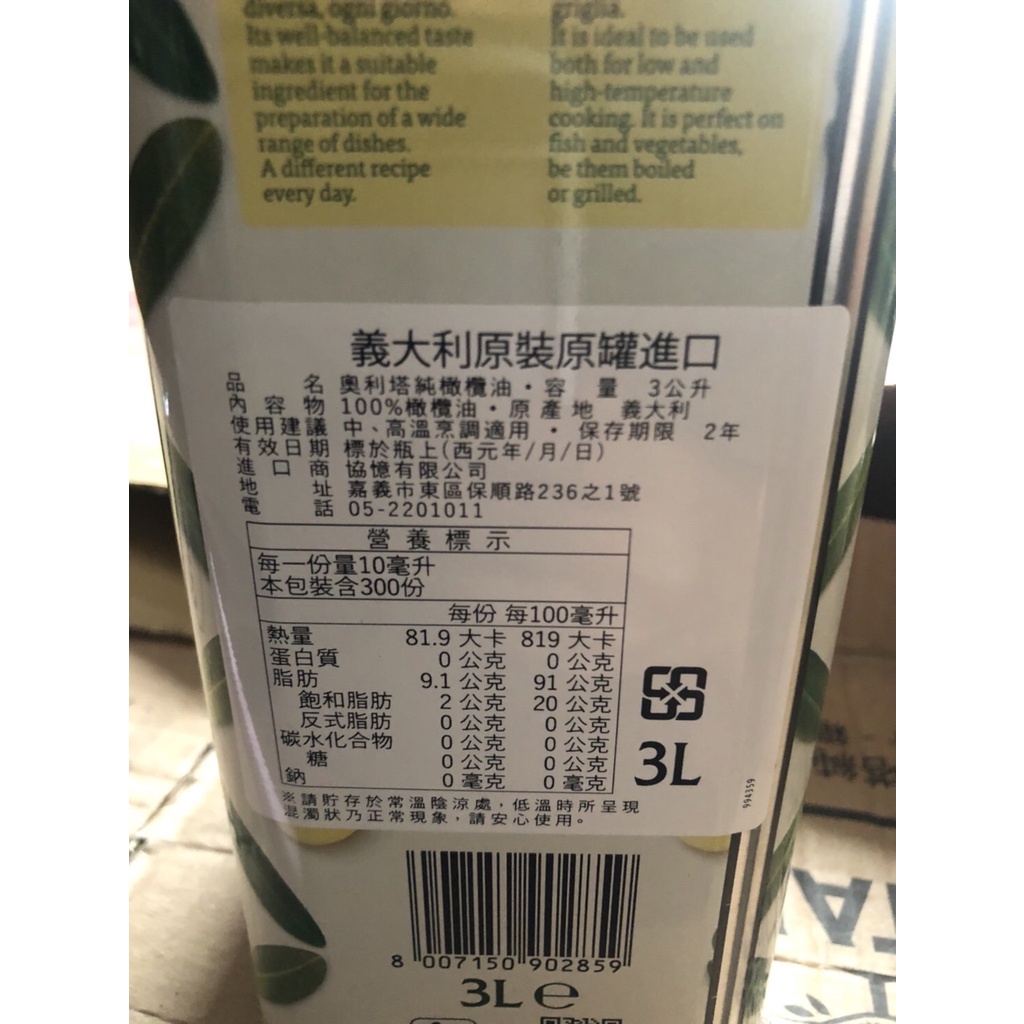 diversa, ogni giorno.
Its well-balanced taste
makes it a suitable
ingredient for the
preparation of a wide
range of dishes.
A different recipe
every day.
griglia.
It is ideal to be used
both for low and
high-temperature
cooking. It is perfect on
fish and vegetables,
be them boiled
or grilled.
義大利原裝原罐進口
品 名 奧利塔純橄欖油・容 量 3公升
內容物 100%橄欖油・原產地 義大利
使用建議 中、高溫烹調適用・保存期限 2年
有效日期 標於瓶上(西元年/月/日)
進口商 協憶有限公司
地 址 嘉義市東區保順路236之1號
電 話 05-2201011
營養標示
每一份量10毫升
本包裝含300份
每份 每100毫升
熱量 81.9 大卡 819 大卡
蛋白質 0 公克 0 公克
脂肪 9.1 公克 91 公克
飽和脂肪 2 公克 20 公克
反式脂肪 0 公克 0 公克
碳水化合物 0 公克 0 公克
糖 0 公克 0 公克
鈉 0 毫克 0 毫克
※請貯存於常溫陰涼處，低溫時所呈現
混濁狀乃正常現象，請安心使用。
3L
994359
8 007150 902859
3L e